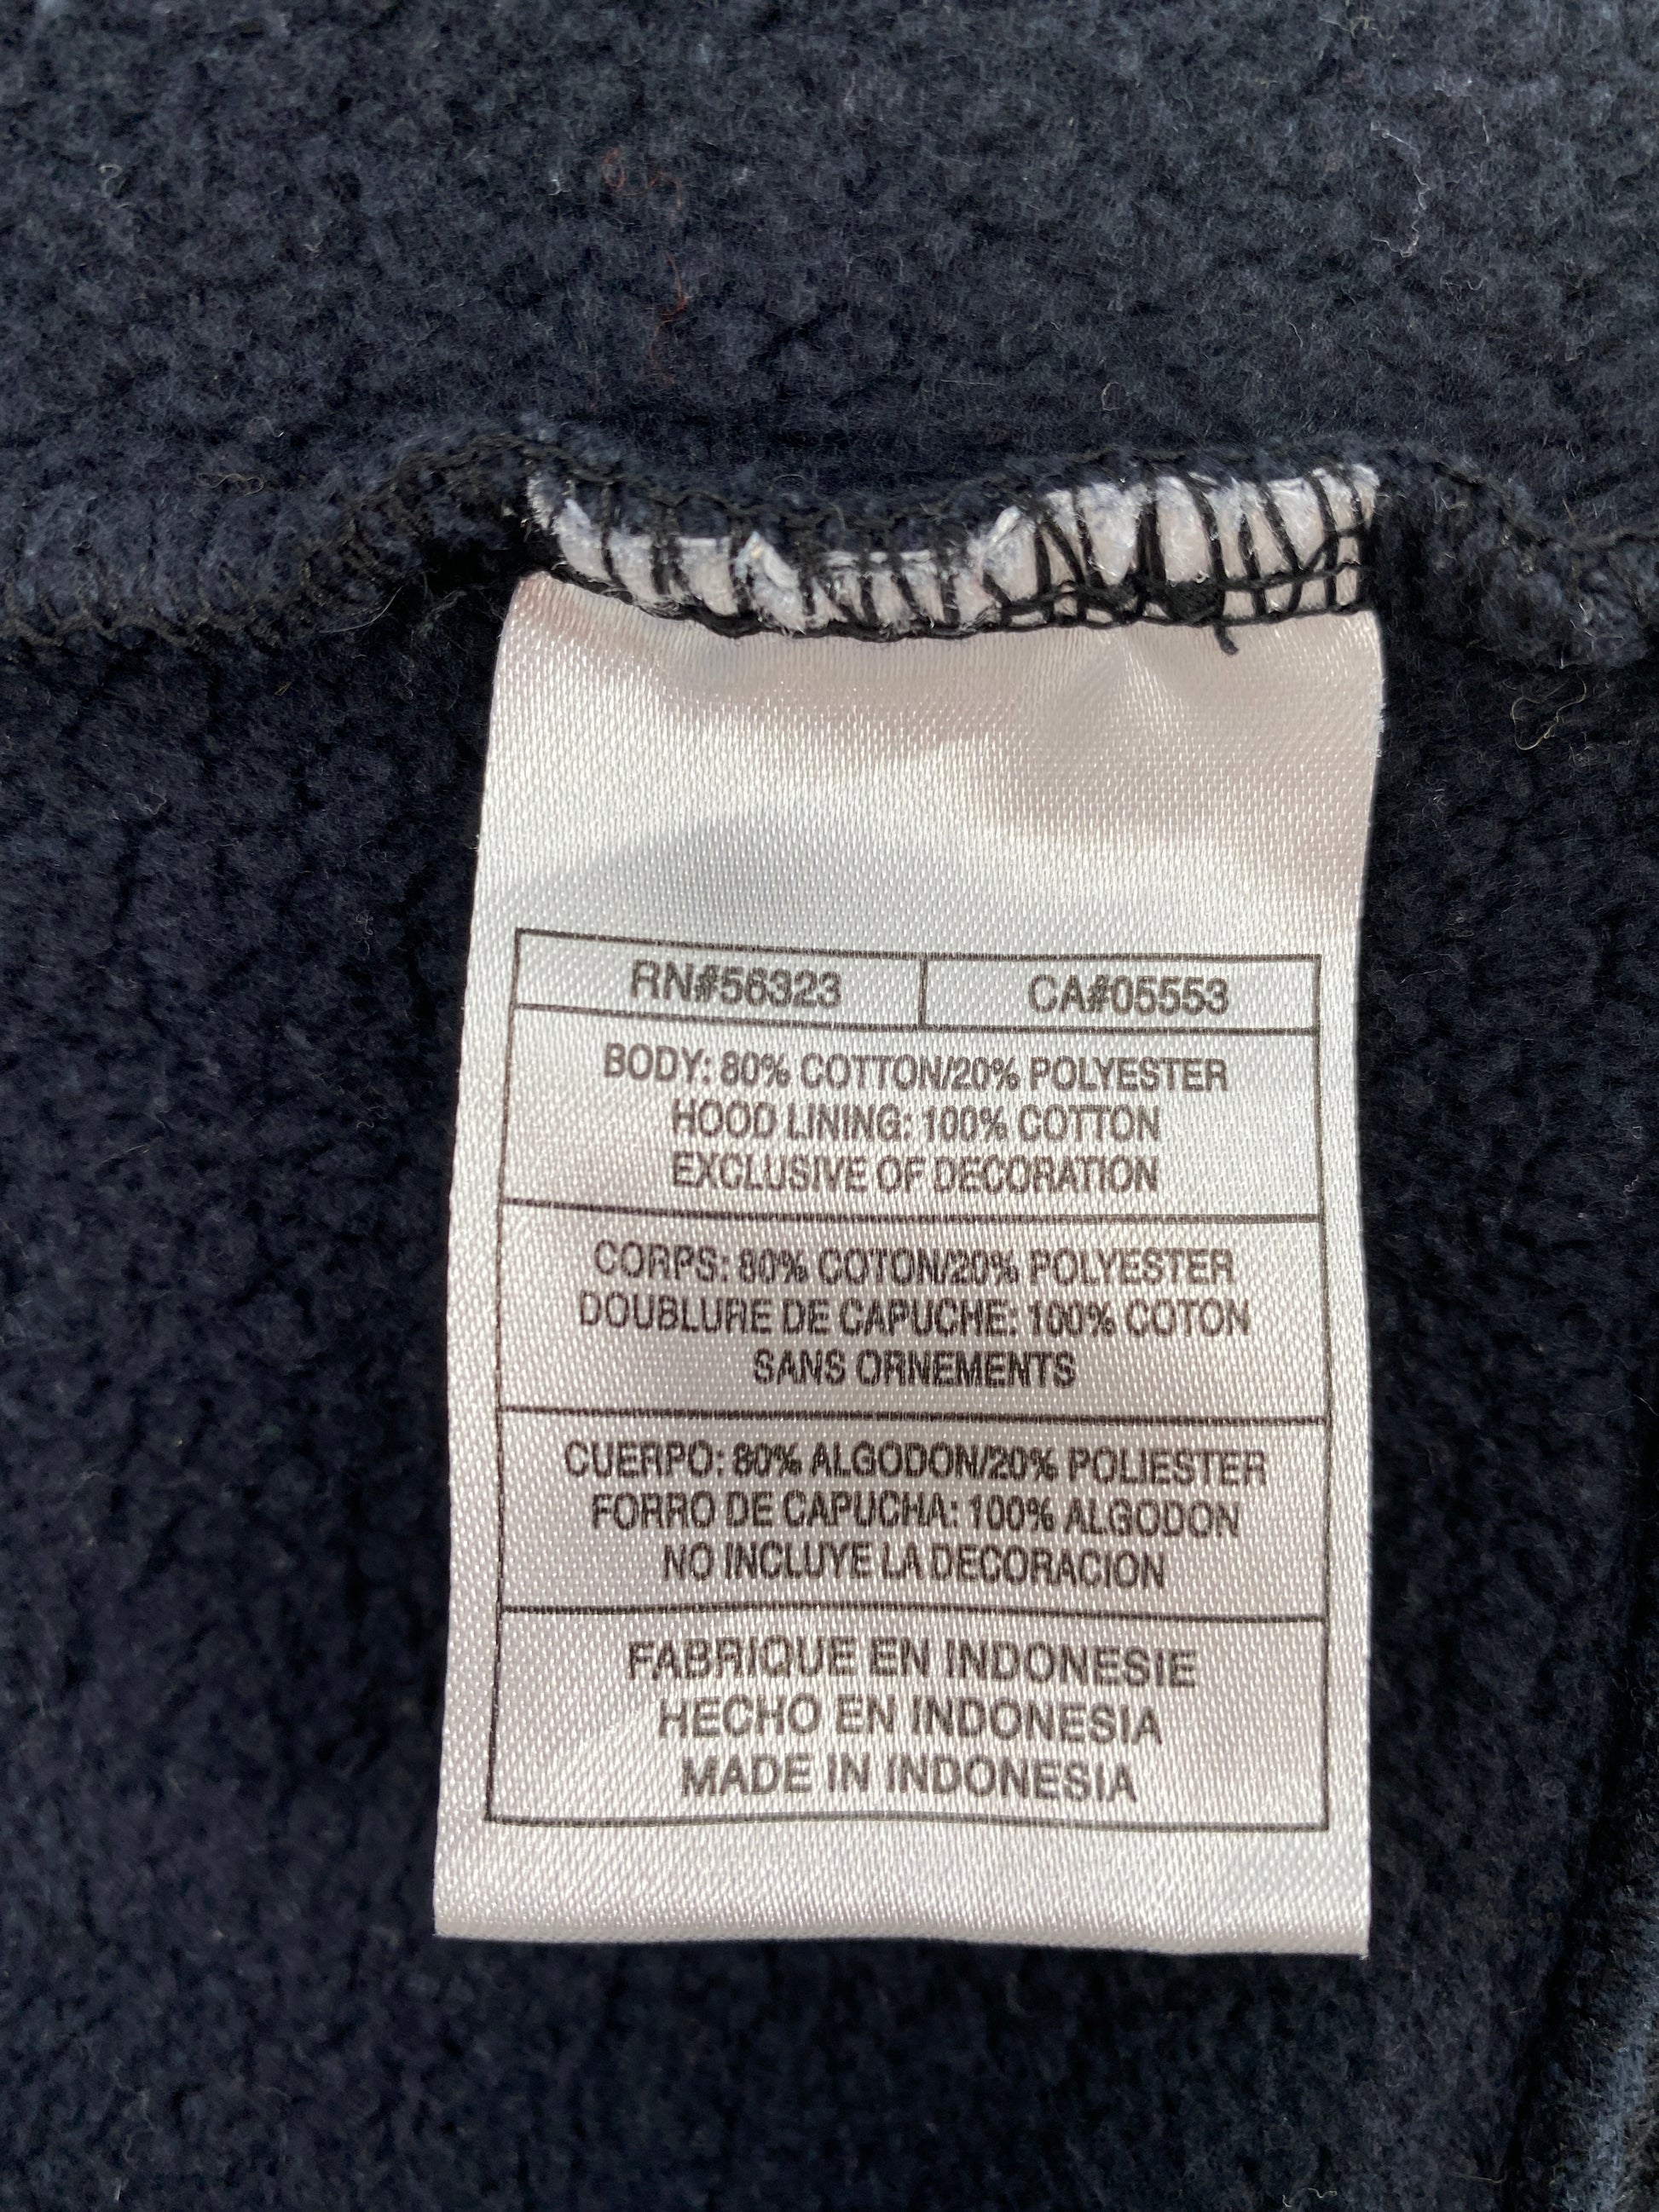 RN#56323 CA#05553
BODY: 80% COTTON/20% POLYESTER
HOOD LINING: 100% COTTON
EXCLUSIVE OF DECORATION
CORPS: 80% COTON/20% POLYESTER
DOUBLURE DE CAPUCHE: 100% COTON
SANS ORNEMENTS
CUERPO: 80% ALGODON/20% POLIESTER
FORRO DE CAPUCHA: 100% ALGODON
NO INCLUYE LA DECORACION
FABRIQUE EN INDONESIE
HECHO EN INDONESIA
MADE IN INDONESIA